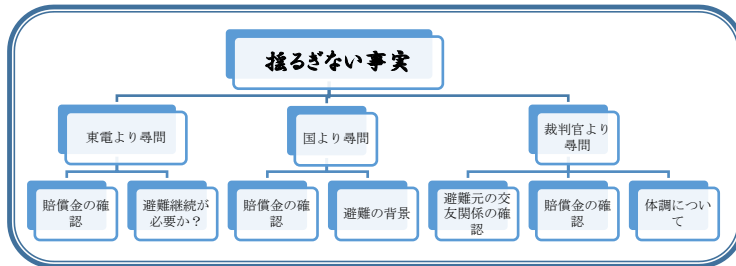 揺るぎない事実
東電より尋問
国より尋問
裁判官より
尋問
賠償金の確
認
避難継続が
必要か？
賠償金の確
認
避難の背景
避難元の交
友関係の確
認
賠償金の確
認
体調につい
て